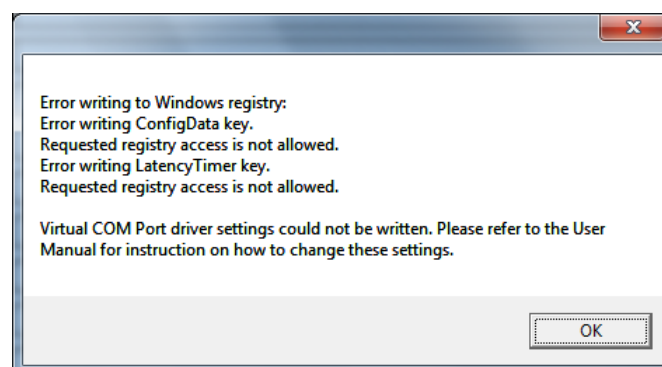 Error writing to Windows registry:
Error writing ConfigData key.
Requested registry access is not allowed.
Error writing LatencyTimer key.
Requested registry access is not allowed.
Virtual COM Port driver settings could not be written. Please refer to the User
Manual for instruction on how to change these settings.
OK